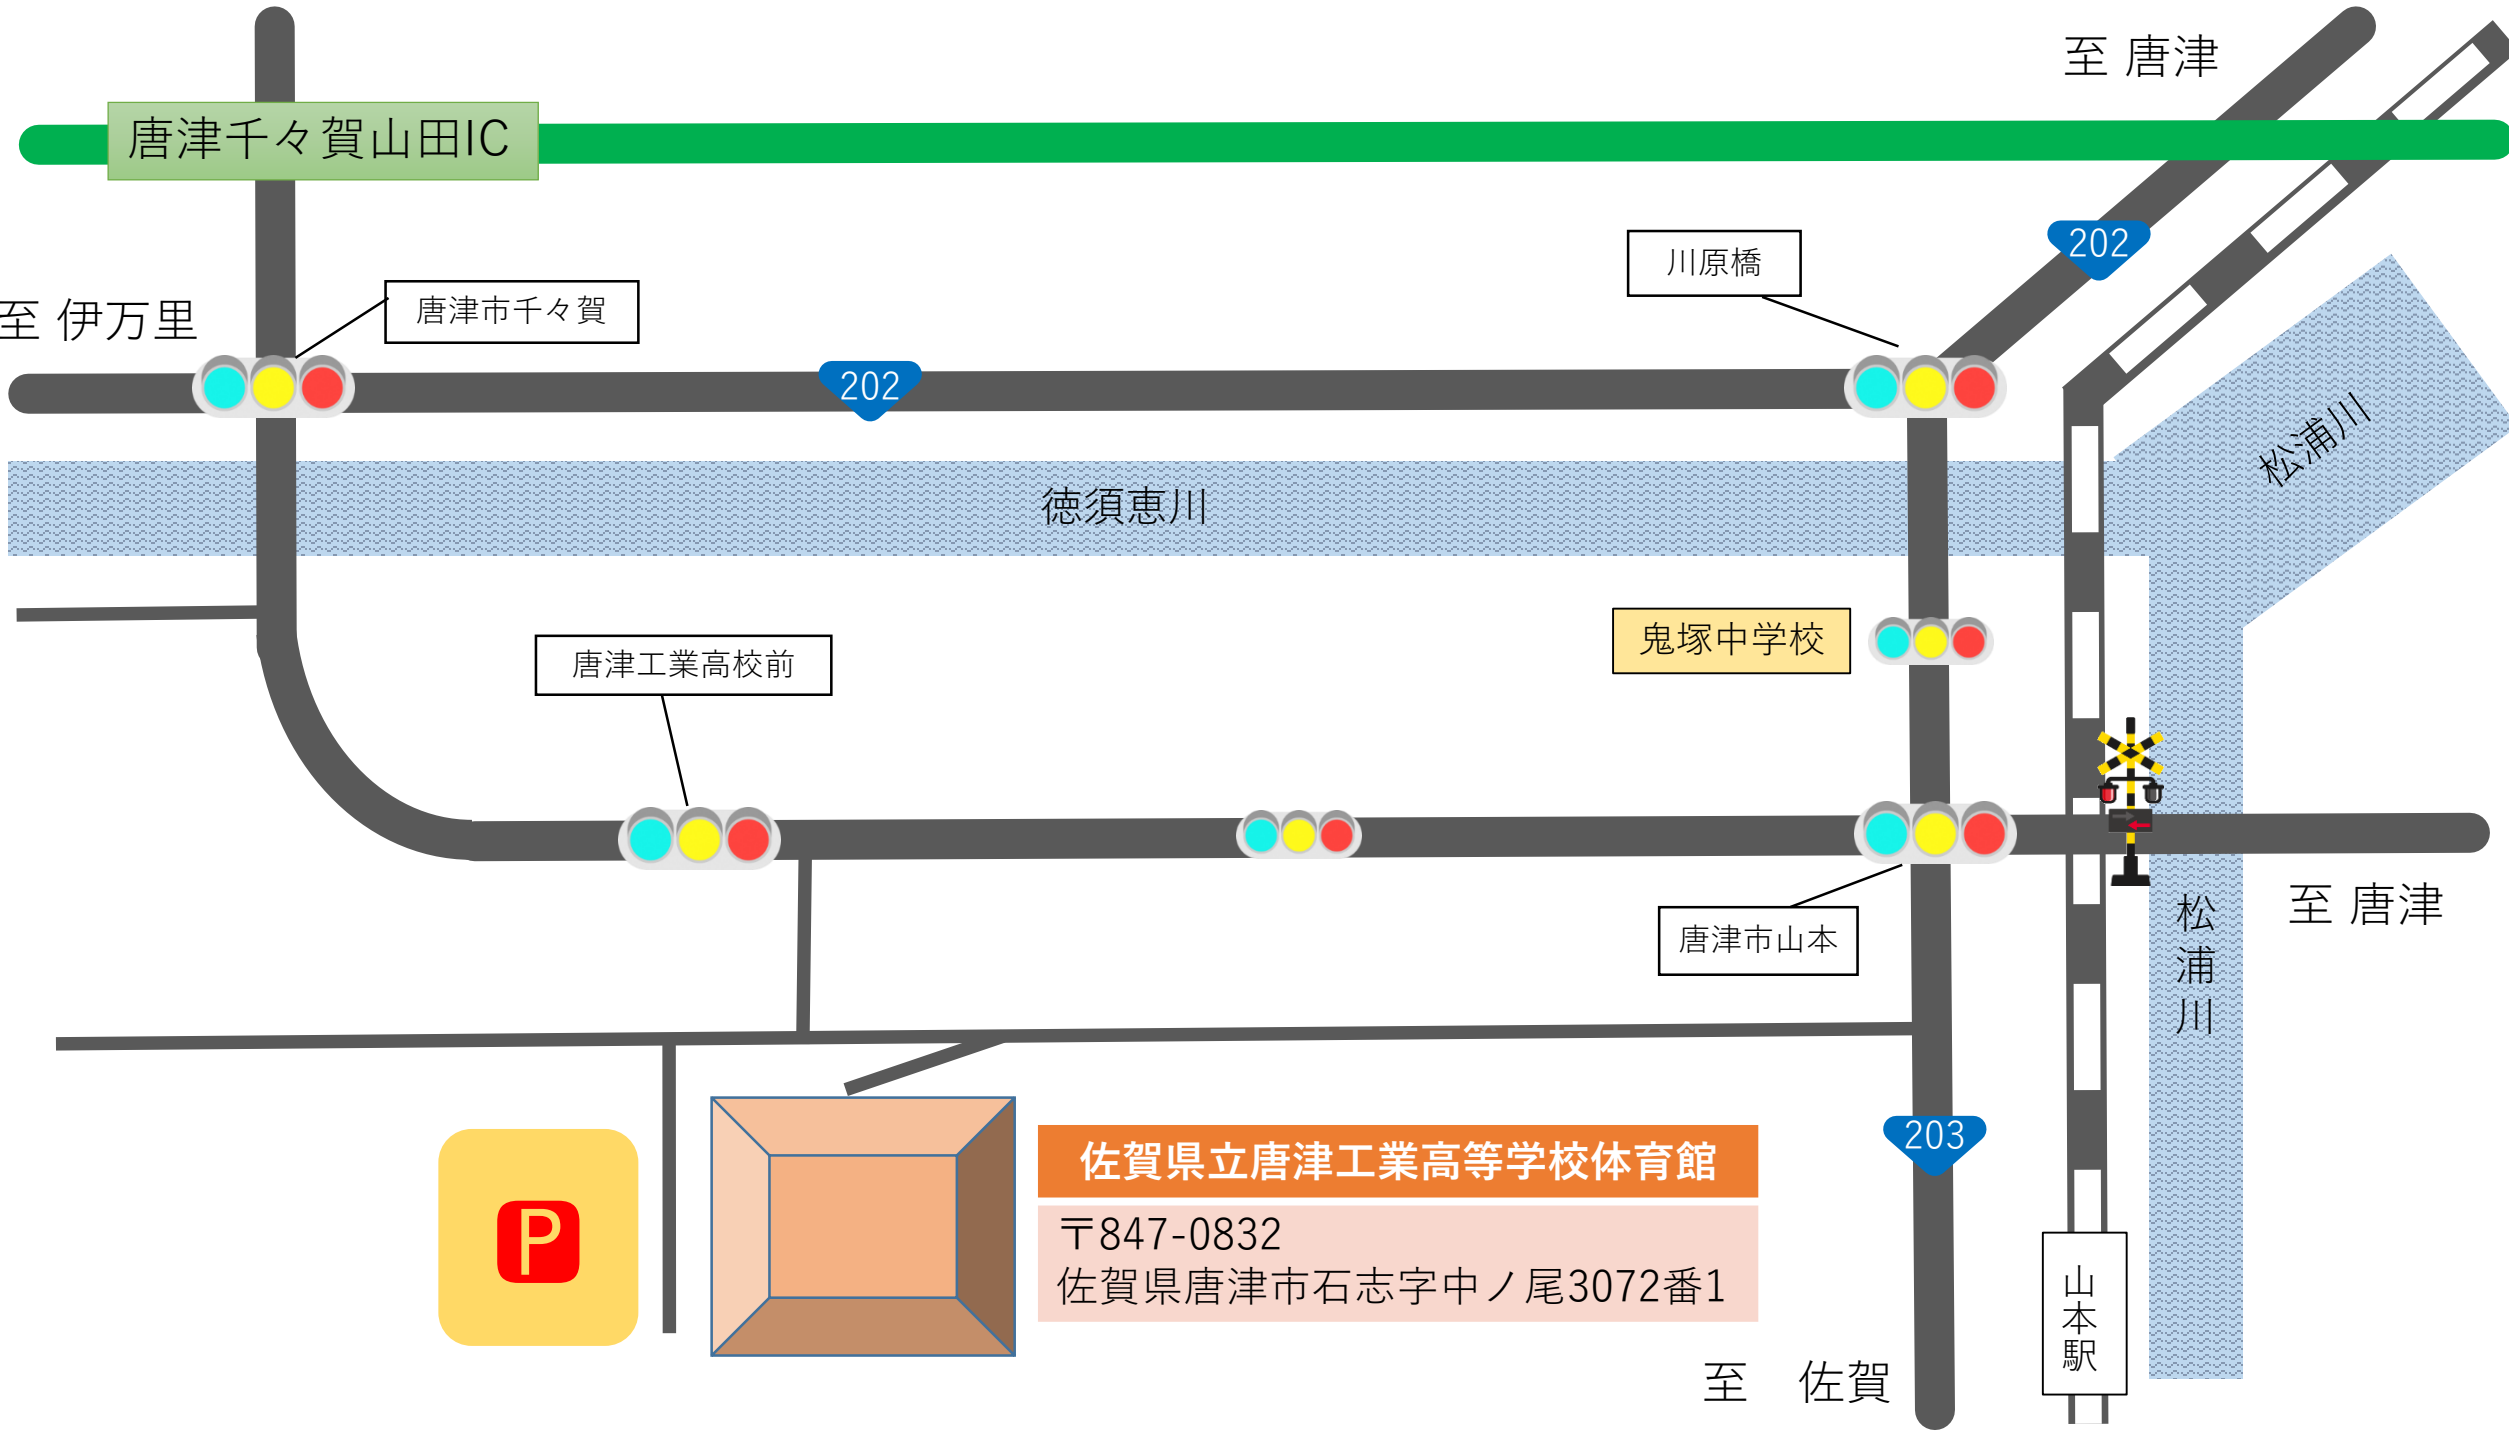 至 唐津
唐津千々賀山田IC
202
川原橋
唐津市千々賀
至 伊万里
202
松浦川
徳須恵川
鬼塚中学校
唐津工業高校前
至 唐津
松浦川
唐津市山本
203
佐賀県立唐津工業高等学校体育館
P
〒847-0832
佐賀県唐津市石志字中ノ尾3072番1
山本駅
至　佐賀